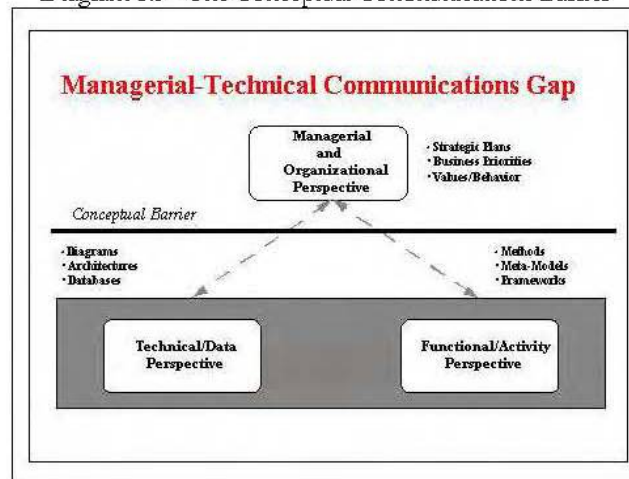 Managerial-Technical Communications Gap
Managerial
and
Organizational
Perspective
• Strategic Plans
• Business Priorities
• Values/Behavior
Conceptual Barrier
• Diagrams
• Architectures
• Databases
• Methods
• Meta-Models
• Frameworks
Technical/Data
Perspective
Functional/Activity
Perspective